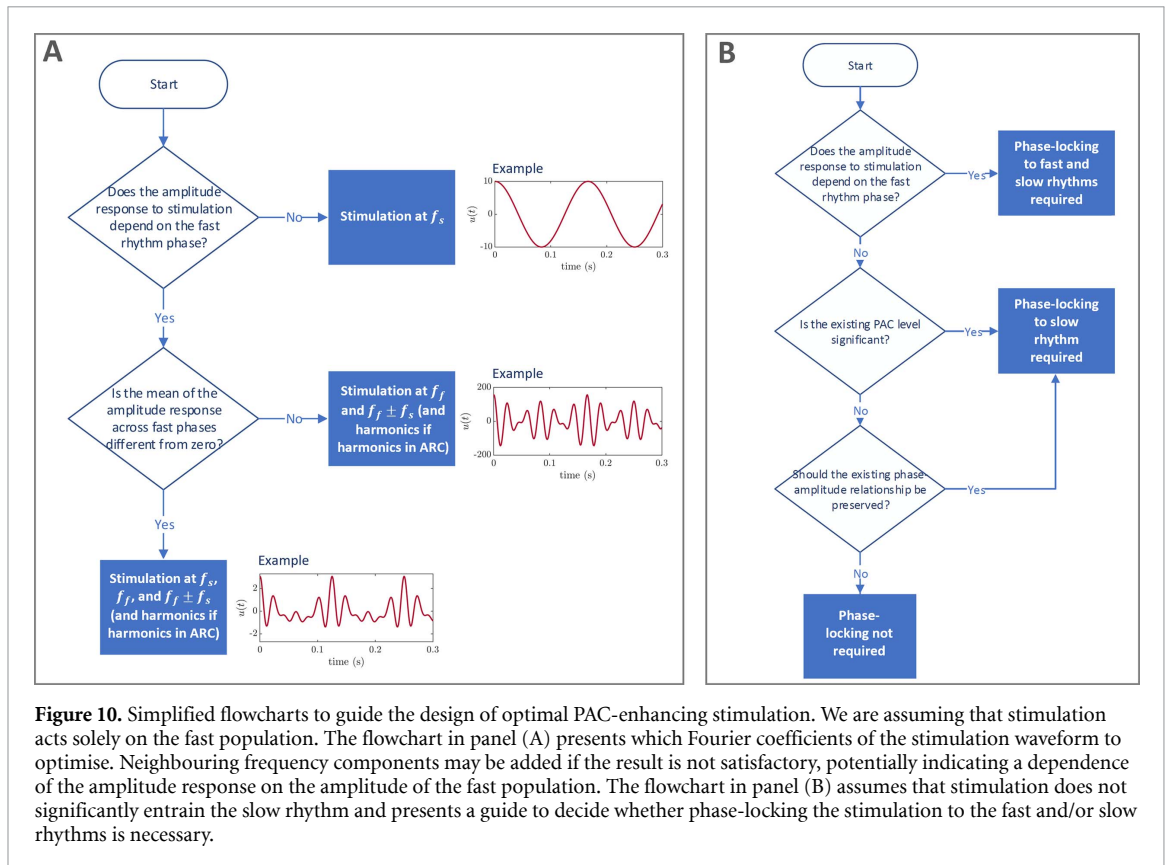 A
Start
Does the amplitude
response to stimulation
depend on the fast
rhythm phase?
No
Stimulation at f_s
Example
10
0
-10
u(t)
0
0.1
0.2
0.3
time (s)
Yes
Is the mean of the
amplitude response
across fast phases
different from zero?
No
Stimulation at f_f
and f_f ± f_s (and
harmonics if
harmonics in ARC)
Example
200
0
-200
u(t)
0
0.1
0.2
0.3
time (s)
Yes
Stimulation at f_s,
f_f, and f_f ± f_s
(and harmonics if
harmonics in ARC)
Example
2
0
-2
u(t)
0
0.1
0.2
0.3
time (s)
B
Start
Does the amplitude
response to stimulation
depend on the fast
rhythm phase?
Yes
Phase-locking
to fast and
slow rhythms
required
No
Is the existing PAC level
significant?
Yes
Phase-locking
to slow
rhythm
required
No
Should the existing phase-
amplitude relationship be
preserved?
Yes
No
Phase-
locking not
required
Figure 10. Simplified flowcharts to guide the design of optimal PAC-enhancing stimulation. We are assuming that stimulation
acts solely on the fast population. The flowchart in panel (A) presents which Fourier coefficients of the stimulation waveform to
optimise. Neighbouring frequency components may be added if the result is not satisfactory, potentially indicating a dependence
of the amplitude response on the amplitude of the fast population. The flowchart in panel (B) assumes that stimulation does not
significantly entrain the slow rhythm and presents a guide to decide whether phase-locking the stimulation to the fast and/or slow
rhythms is necessary.